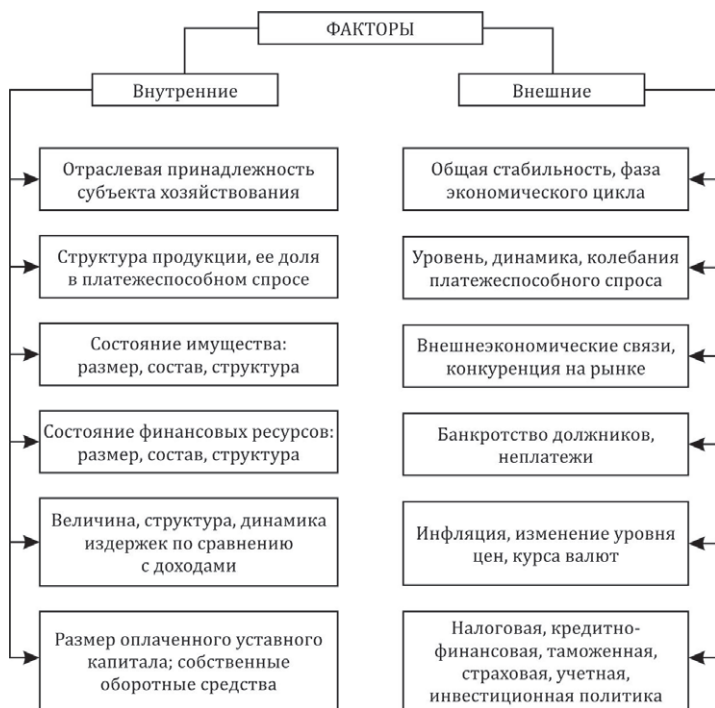 ФАКТОРЫ
Внутренние
Внешние
Отраслевая принадлежность
субъекта хозяйствования
Структура продукции, ее доля
в платежеспособном спросе
Состояние имущества:
размер, состав, структура
Состояние финансовых ресурсов:
размер, состав, структура
Величина, структура, динамика
издержек по сравнению
с доходами
Размер оплаченного уставного
капитала; собственные
оборотные средства
Общая стабильность, фаза
экономического цикла
Уровень, динамика, колебания
платежеспособного спроса
Внешнеэкономические связи,
конкуренция на рынке
Банкротство должников,
неплатежи
Инфляция, изменение уровня
цен, курса валют
Налоговая, кредитно-
финансовая, таможенная,
страховая, учетная,
инвестиционная политика